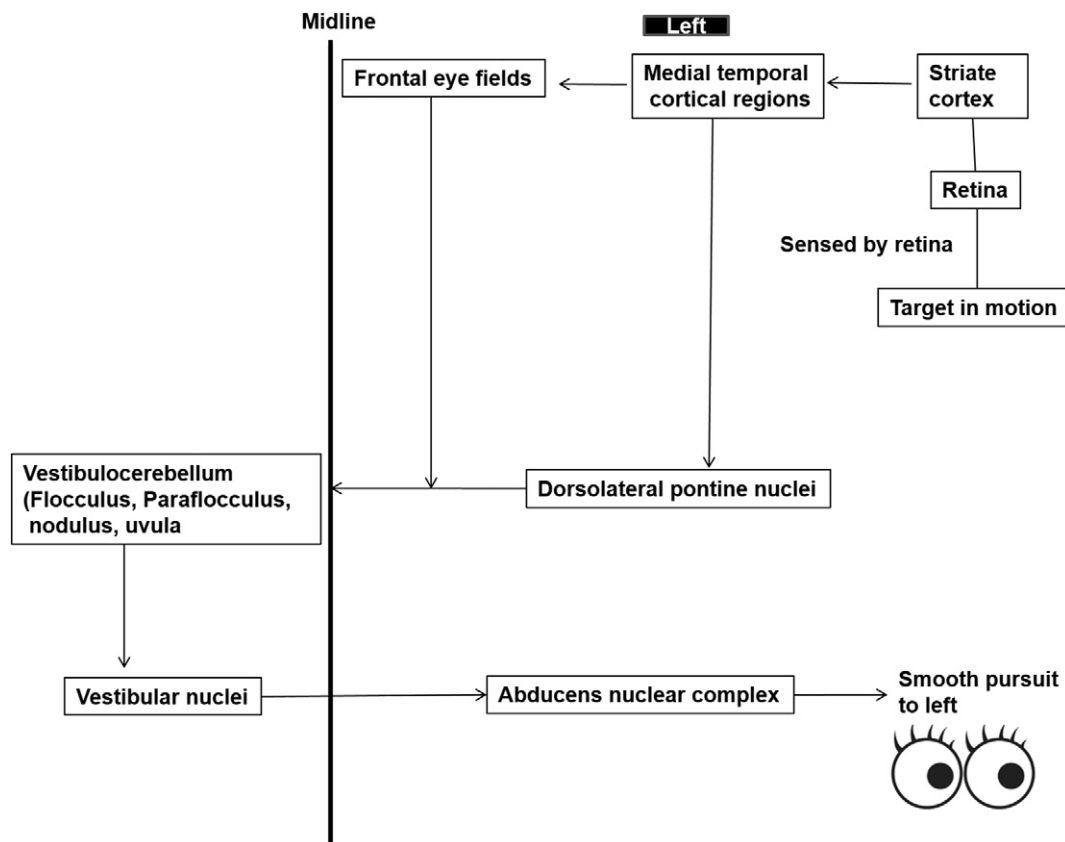 Midline
Left
Frontal eye fields
Medial temporal
cortical regions
Striate
cortex
Retina
Sensed by retina
Target in motion
Vestibulocerebellum
(Flocculus, Paraflocculus,
nodulus, uvula
Dorsolateral pontine nuclei
Vestibular nuclei
Abducens nuclear complex
Smooth pursuit
to left